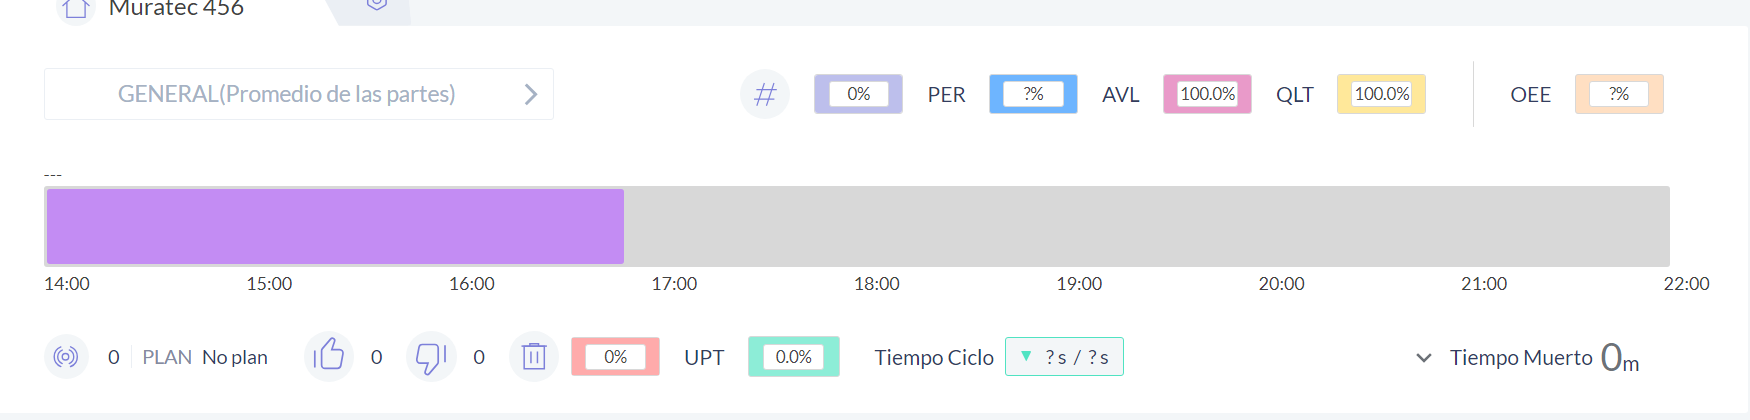 Muratec 456
GENERAL(Promedio de las partes)
# 0% PER ?% AVL 100.0% QLT 100.0% OEE ?%
---
14:00 15:00 16:00 17:00 18:00 19:00 20:00 21:00 22:00
0 PLAN No plan 0 0 0% UPT 0.0% Tiempo Ciclo ▼ ?s / ?s Tiempo Muerto 0m